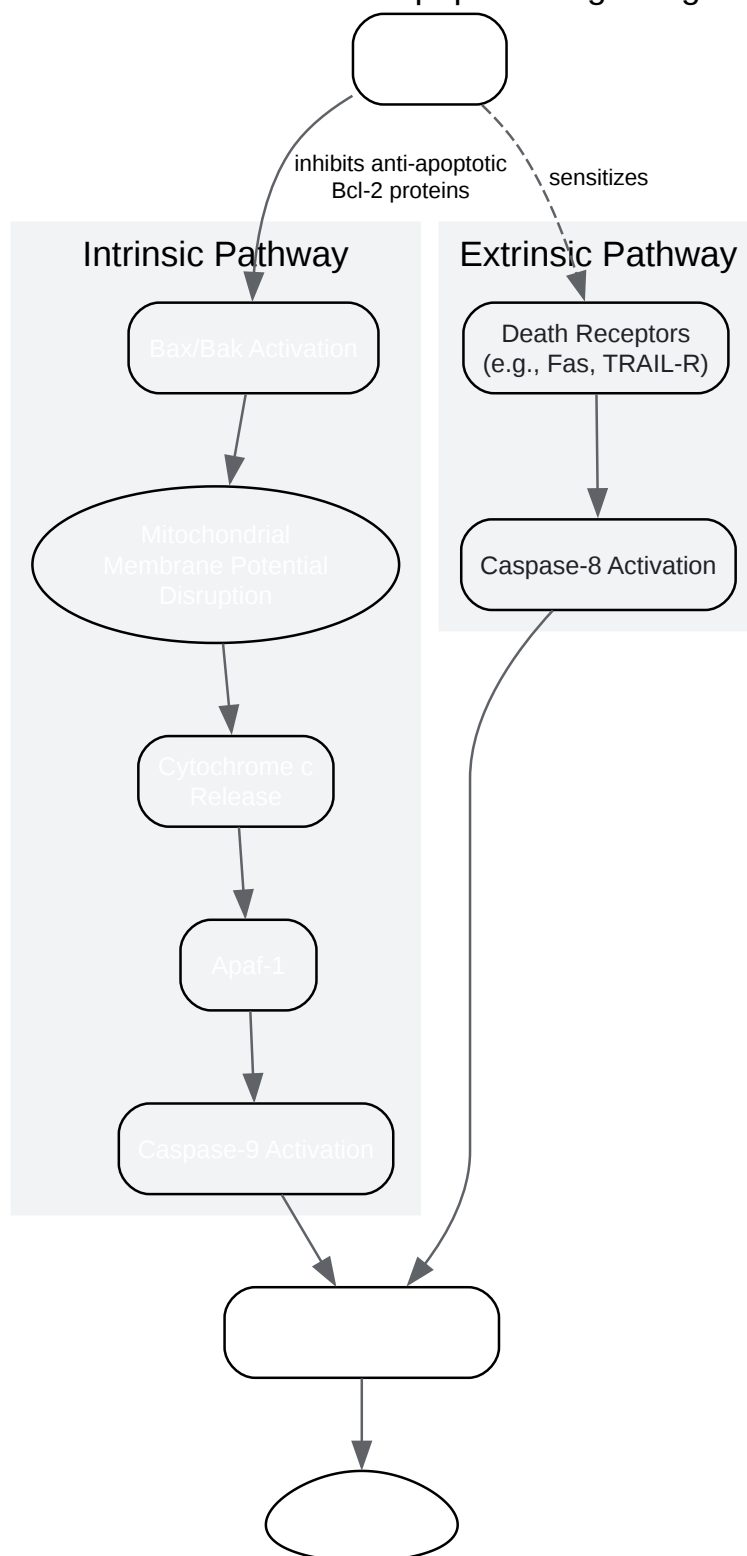 inhibits anti-apoptotic
Bcl-2 proteins
sensitizes
Intrinsic Pathway
Extrinsic Pathway
Bax/Bak Activation
Death Receptors
(e.g., Fas, TRAIL-R)
Mitochondrial
Membrane Potential
Disruption
Caspase-8 Activation
Cytochrome c
Release
Apaf-1
Caspase-9 Activation